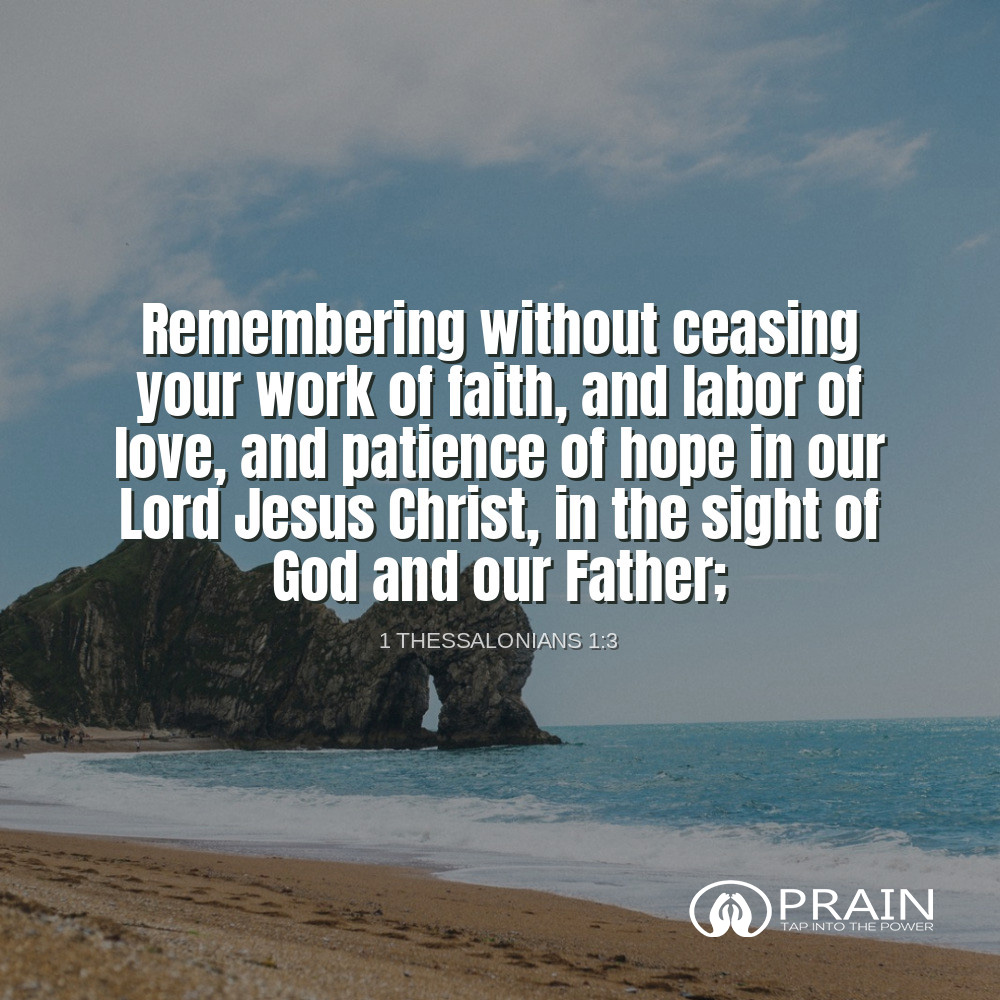 Remembering without ceasing
your work of faith, and labor of
love, and patience of hope in our
Lord Jesus Christ, in the sight of
God and our Father;
1 THESSALONIANS 1:3
PRAIN
TAP INTO THE POWER